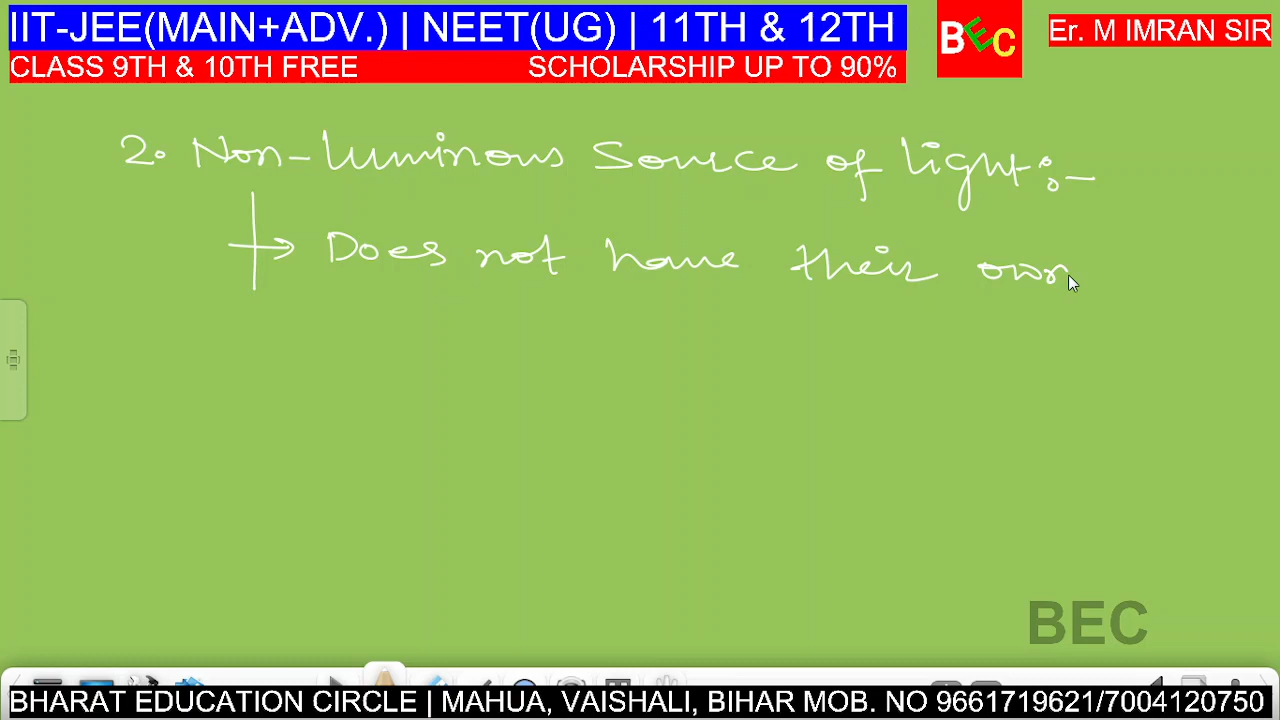 IIT-JEE(MAIN+ADV.) | NEET(UG) | 11TH & 12TH
CLASS 9TH & 10TH FREE SCHOLARSHIP UP TO 90%
BEC
Er. M IMRAN SIR
2. Non-luminous Source of light:-
Does not have their own
BEC
BHARAT EDUCATION CIRCLE | MAHUA, VAISHALI, BIHAR MOB. NO 9661719621/7004120750